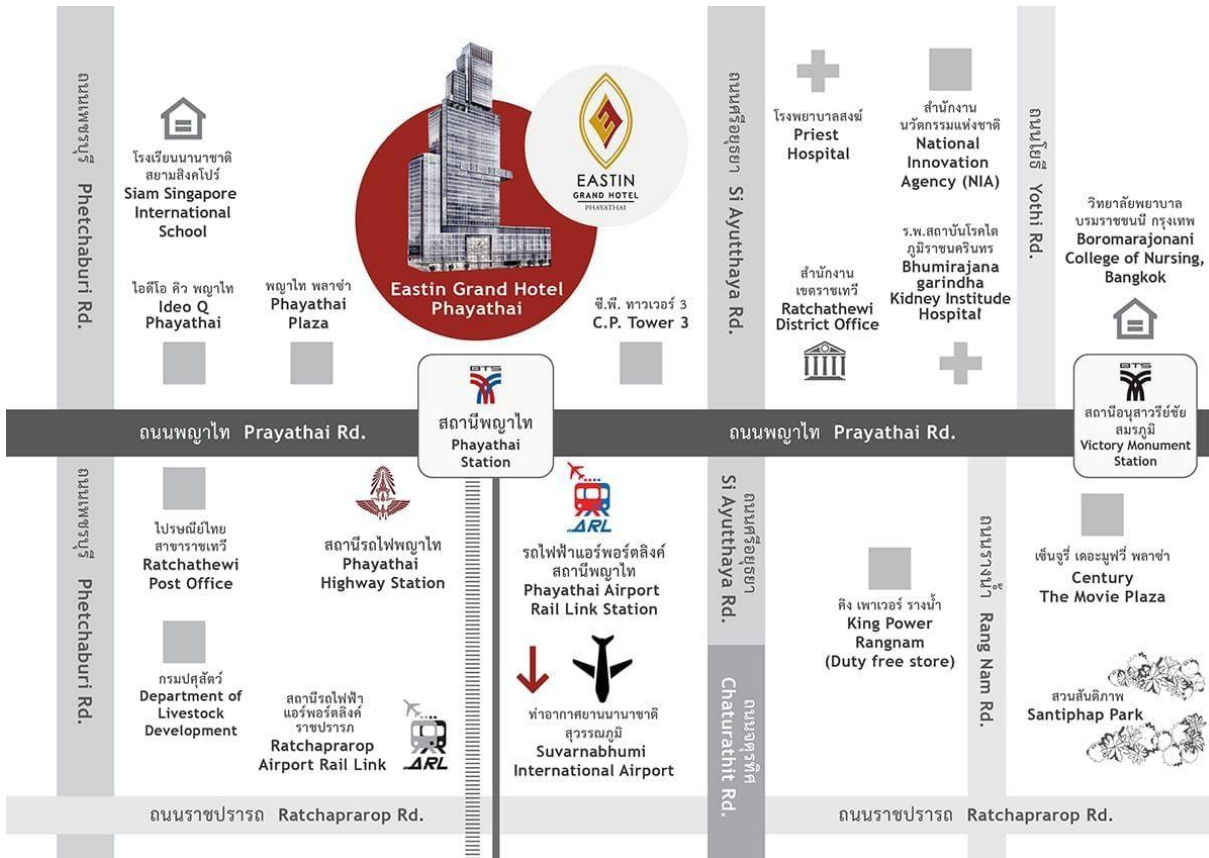 ถนนเพชรบุรี Phetchaburi Rd.
โรงเรียนนานาชาติ
สยามสิงคโปร์
Siam Singapore
International
School
EASTIN
GRAND HOTEL
PHAYATHAI
Eastin Grand Hotel
Phayathai
ไอดีโอ คิว พญาไท
Ideo Q
Phayathai
พญาไท พลาซ่า
Phayathai
Plaza
ซี.พี. ทาวเวอร์ 3
C.P. Tower 3
ถนนศรีอยุธยา Si Ayutthaya Rd.
โรงพยาบาลสงฆ์
Priest
Hospital
สำนักงาน
นวัตกรรมแห่งชาติ
National
Innovation
Agency (NIA)
สำนักงาน
เขตราชเทวี
Ratchathewi
District Office
ร.พ.สถาบันโรคไต
ภูมิราชนครินทร
Bhumirajana
garindha
Kidney Institude
Hospital
ถนนโยธี Yothi Rd.
วิทยาลัยพยาบาล
บรมราชชนนี กรุงเทพ
Boromarajonani
College of Nursing,
Bangkok
ถนนพญาไท Prayathai Rd.
BTS
สถานีพญาไท
Phayathai
Station
ถนนพญาไท Prayathai Rd.
BTS
สถานีอนุสาวรีย์ชัย
สมรภูมิ
Victory Monument
Station
ถนนเพชรบุรี Phetchaburi Rd.
ไปรษณีย์ไทย
สาขาราชเทวี
Ratchathewi
Post Office
สถานีรถไฟพญาไท
Phayathai
Highway Station
ARL
รถไฟฟ้าแอร์พอร์ตลิงค์
สถานีพญาไท
Phayathai Airport
Rail Link Station
ถนนศรีอยุธยา
Si Ayutthaya Rd.
คิง เพาเวอร์ รางน้ำ
King Power
Rangnam
(Duty free store)
ถนนรางน้ำ Rang Nam Rd.
เซ็นจูรี่ เดอะมูฟวี่ พลาซ่า
Century
The Movie Plaza
กรมปศุสัตว์
Department of
Livestock
Development
สถานีรถไฟฟ้า
แอร์พอร์ตลิงค์
ราชปรารภ
Ratchaprarop
Airport Rail Link
ARL
ท่าอากาศยานนานาชาติ
สุวรรณภูมิ
Suvarnabhumi
International Airport
ถนนจตุรทิศ
Chaturathit Rd.
สวนสันติภาพ
Santiphap Park
ถนนราชปรารถ Ratchaprarop Rd.
ถนนราชปรารถ Ratchaprarop Rd.